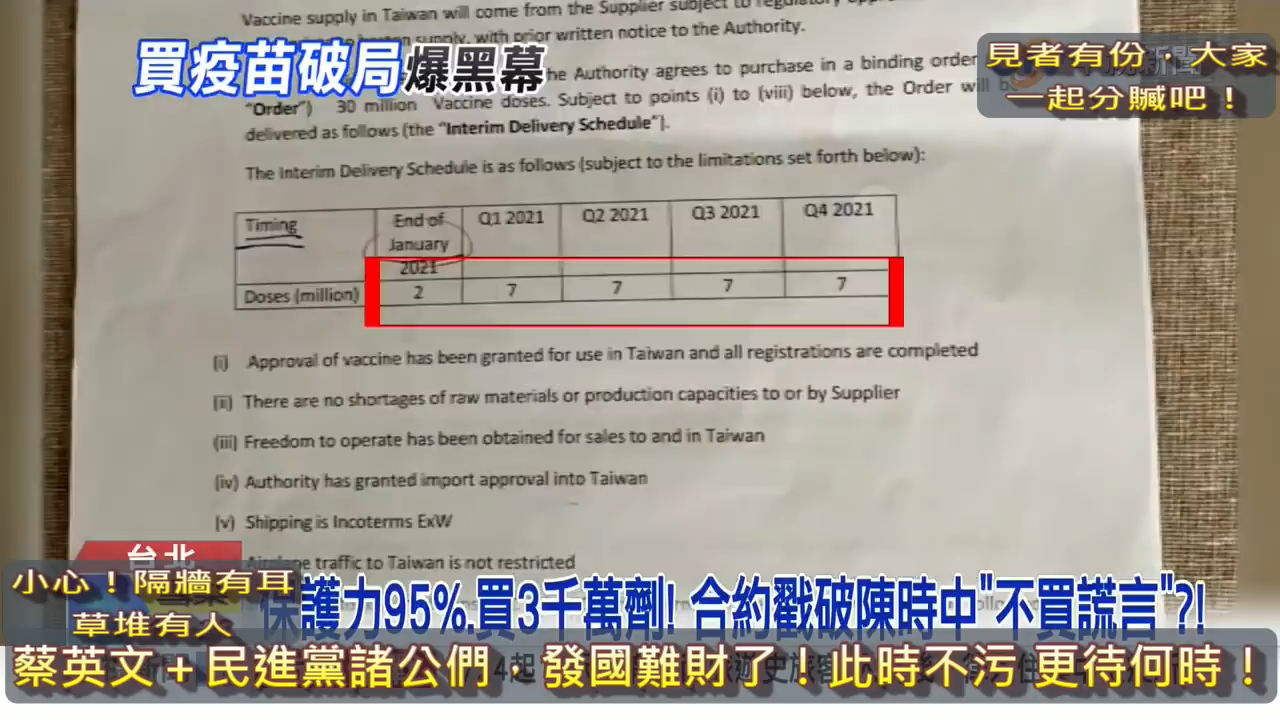 Vaccine supply in Taiwan will come from the Supplier subject to regulatory
supply, with prior written notice to the Authority.
買疫苗破局爆黑幕
見者有份，大家
一起分贓吧！
he Authority agrees to purchase in a binding order
"Order") 30 million Vaccine doses. Subject to points (i) to (viii) below, the Order will
delivered as follows (the "Interim Delivery Schedule").
The Interim Delivery Schedule is as follows (subject to the limitations set forth below):
Timing End of January 2021 Q1 2021 Q2 2021 Q3 2021 Q4 2021
Doses (million) 2 7 7 7 7
(i) Approval of vaccine has been granted for use in Taiwan and all registrations are completed
(ii) There are no shortages of raw materials or production capacities to or by Supplier
(iii) Freedom to operate has been obtained for sales to and in Taiwan
(iv) Authority has granted import approval into Taiwan
(v) Shipping is Incoterms ExW
traffic to Taiwan is not restricted
台北
小心！隔牆有耳
草堆有人
保護力95%.買3千萬劑! 合約戳破陳時中"不買謊言"?!
蔡英文＋民進黨諸公們 發國難財了！此時不污 更待何時！